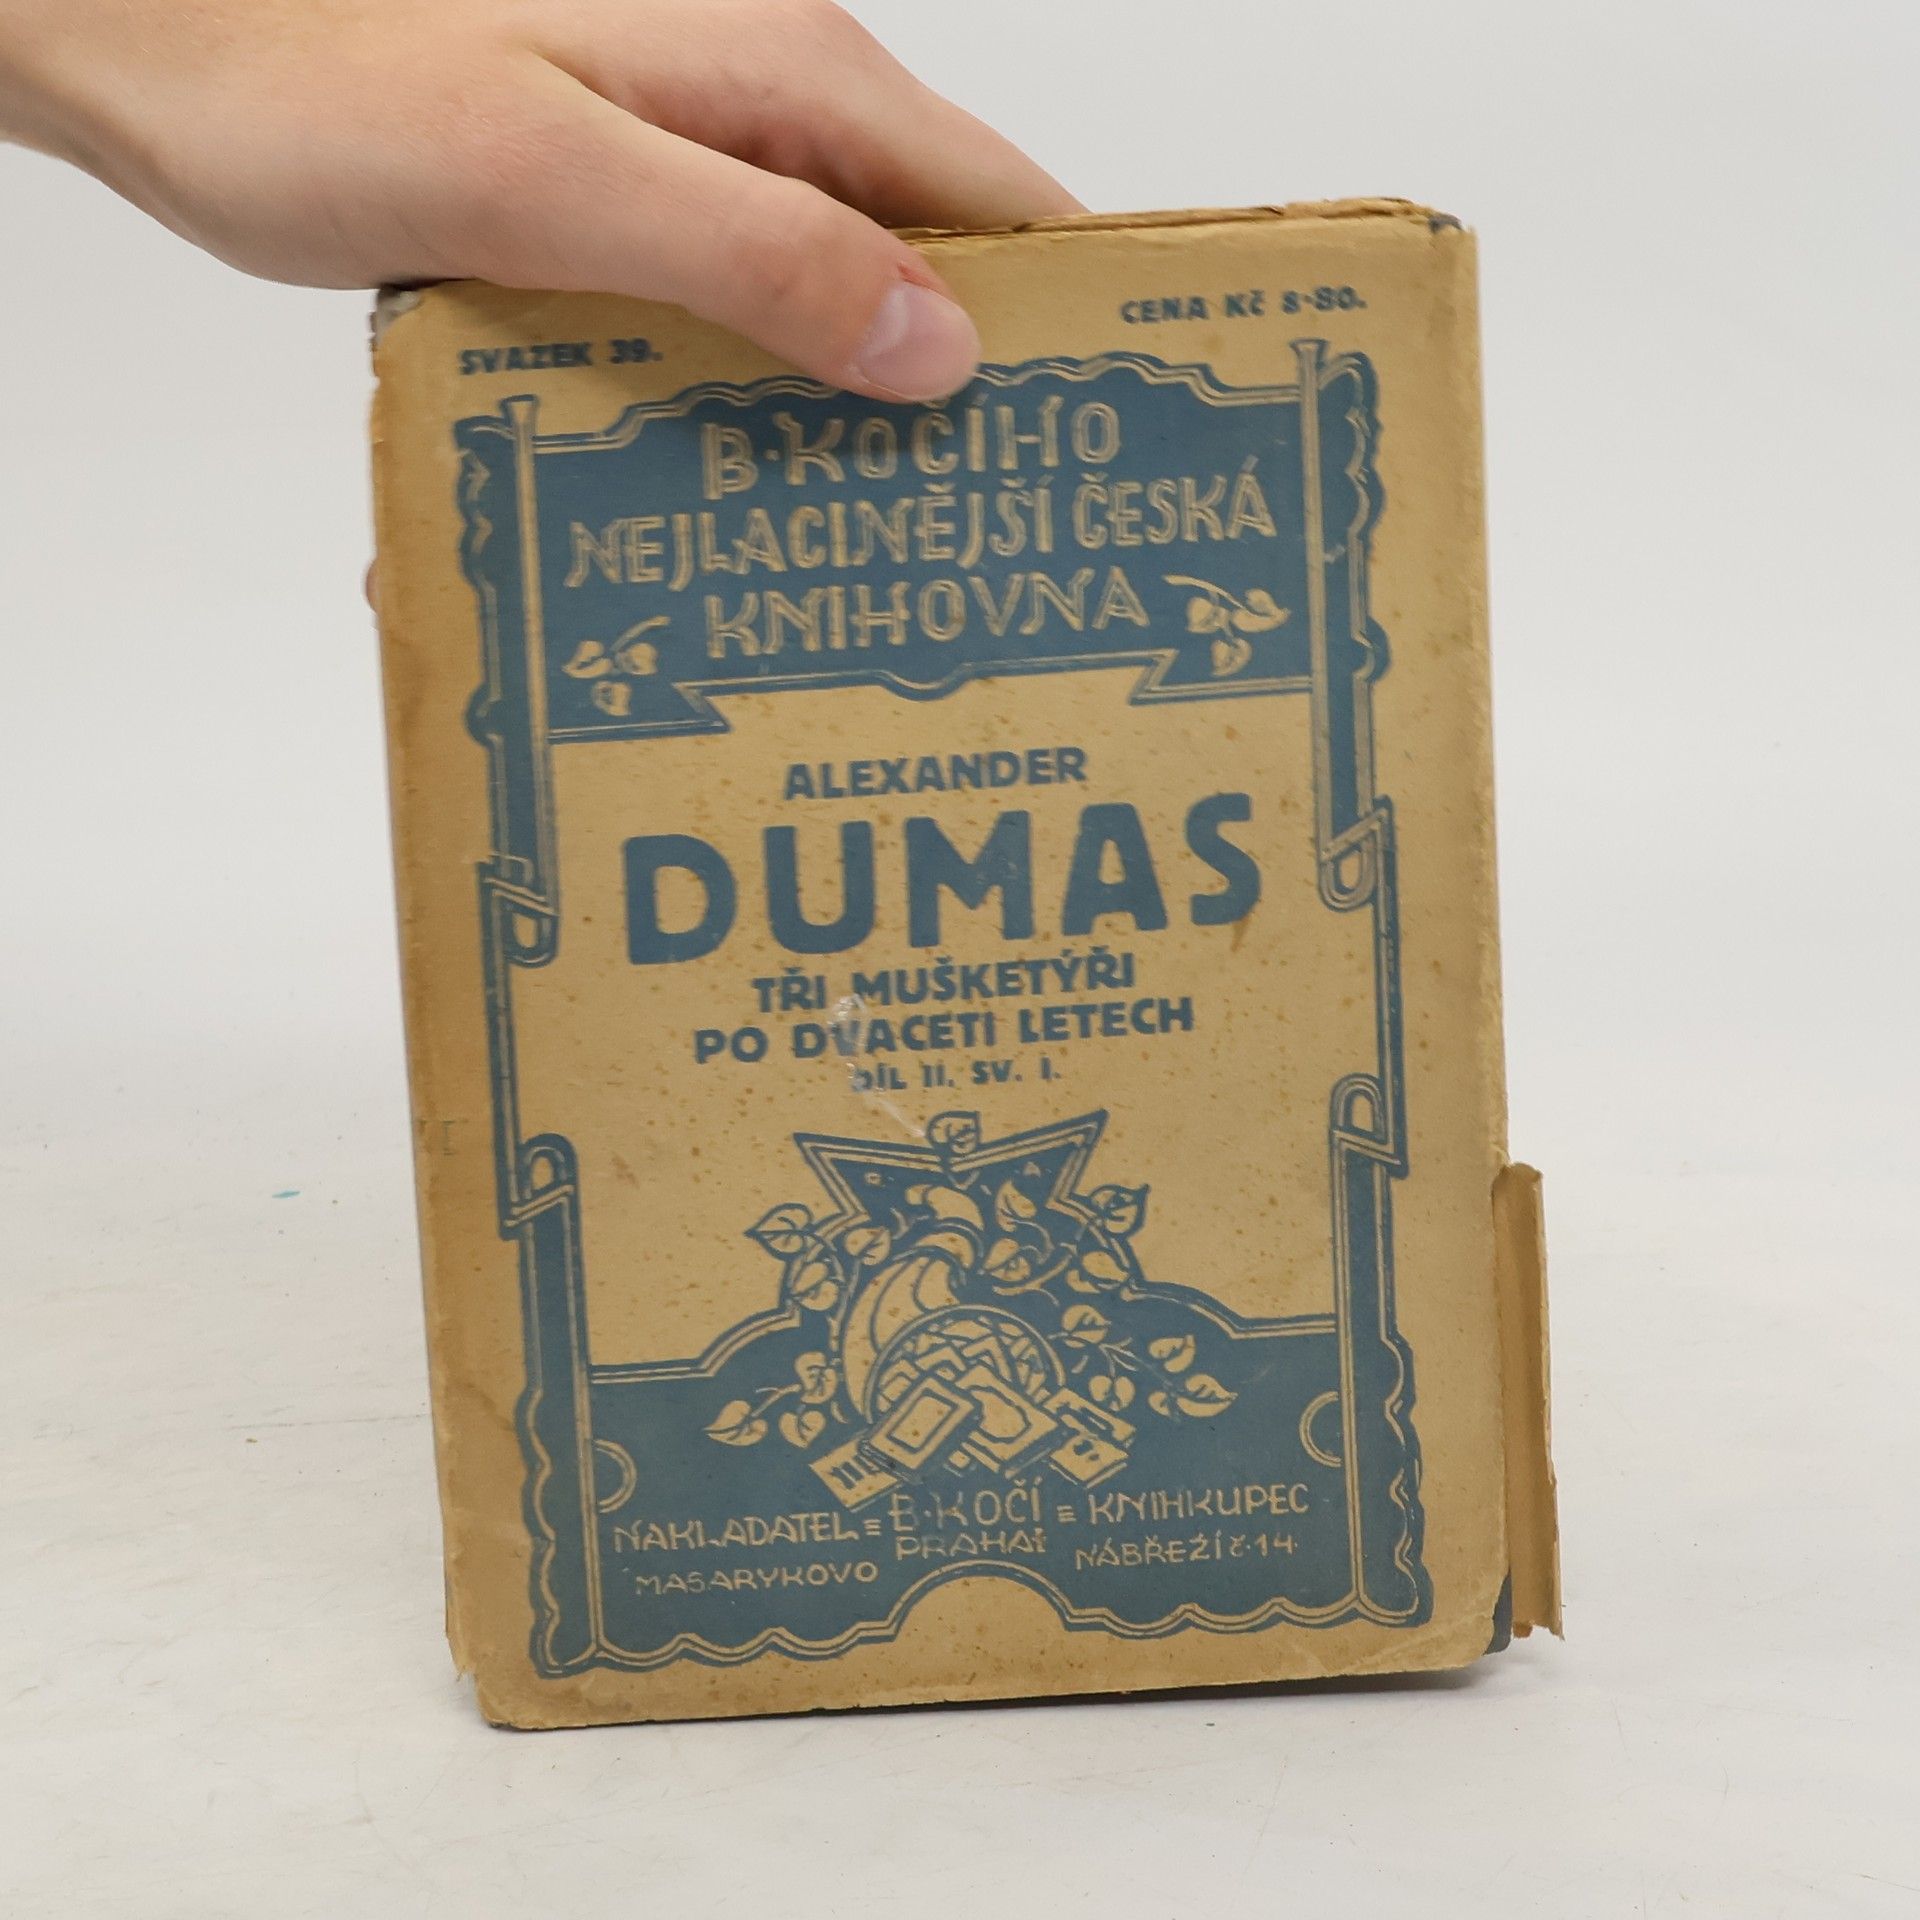 SVAZEK 39.
CENA Kč 8·80.
B·KOČÍHO
NEJLACINĚJŠÍ ČESKÁ
KNIHOVNA
ALEXANDER
DUMAS
TŘI MUŠKETÝŘI
PO DVACETI LETECH
DÍL II. SV. I.
NAKLADATEL = B·KOČÍ = KNIHKUPEC
PRAHA I
MASARYKOVO NÁBŘEŽÍ č·14·